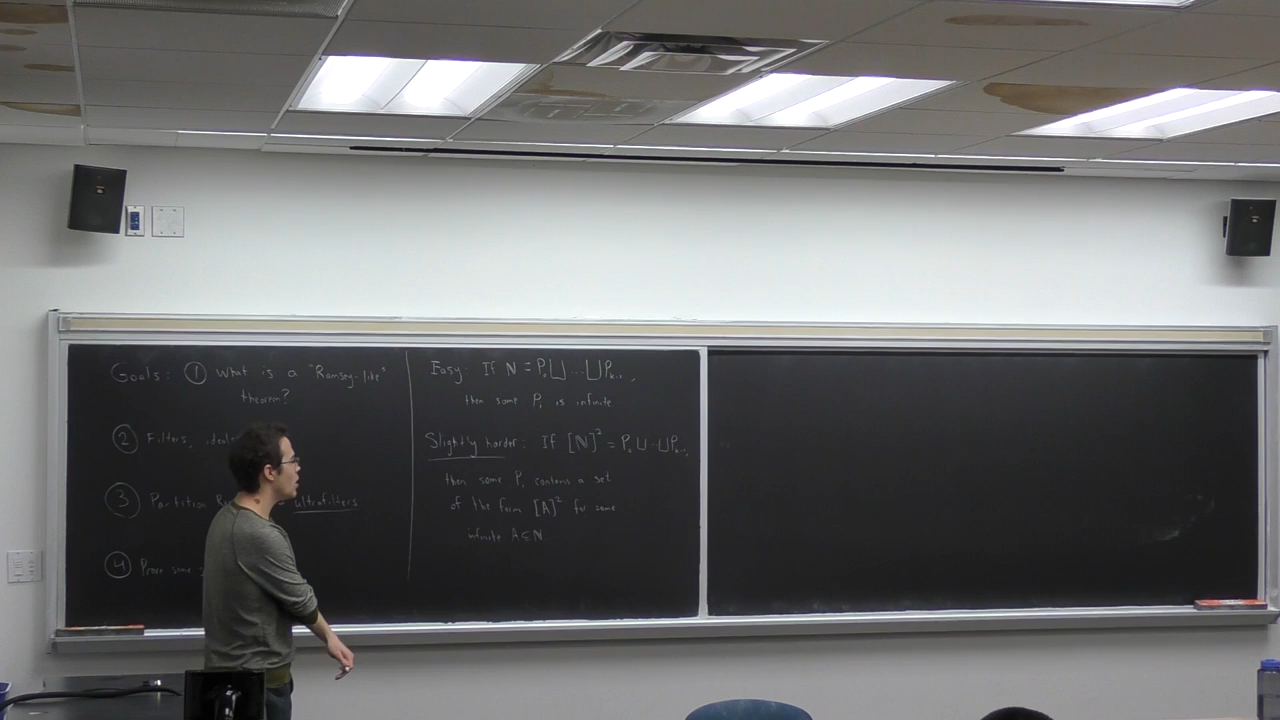 Goals: ① What is a "Ramsey-like"
theorem?
② Filters,
③ Partition ultrafilters
④ Prove some
Easy: If ℕ = P₀ ⊔ ... ⊔ Pₖ₋₁,
then some Pᵢ is infinite
Slightly harder: If [ℕ]² = P₀ ⊔ ... ⊔ Pₖ₋₁,
then some Pᵢ contains a set
of the form [A]² for some
infinite A ⊆ ℕ